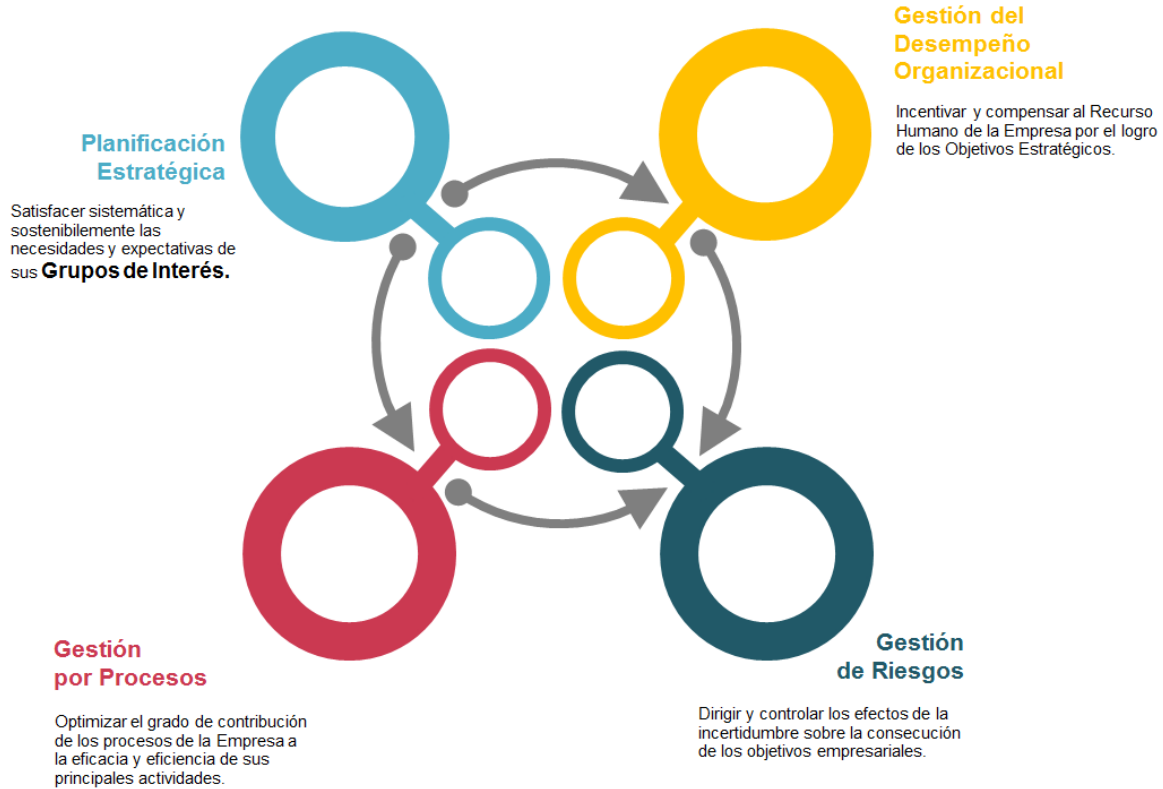 Planificación
Estratégica
Satisfacer sistemática y
sostenibilemente las
necesidades y expectativas de
sus Grupos de Interés.
Gestión del
Desempeño
Organizacional
Incentivar y compensar al Recurso
Humano de la Empresa por el logro
de los Objetivos Estratégicos.
Gestión
por Procesos
Optimizar el grado de contribución
de los procesos de la Empresa a
la eficacia y eficiencia de sus
principales actividades.
Gestión
de Riesgos
Dirigir y controlar los efectos de la
incertidumbre sobre la consecución
de los objetivos empresariales.